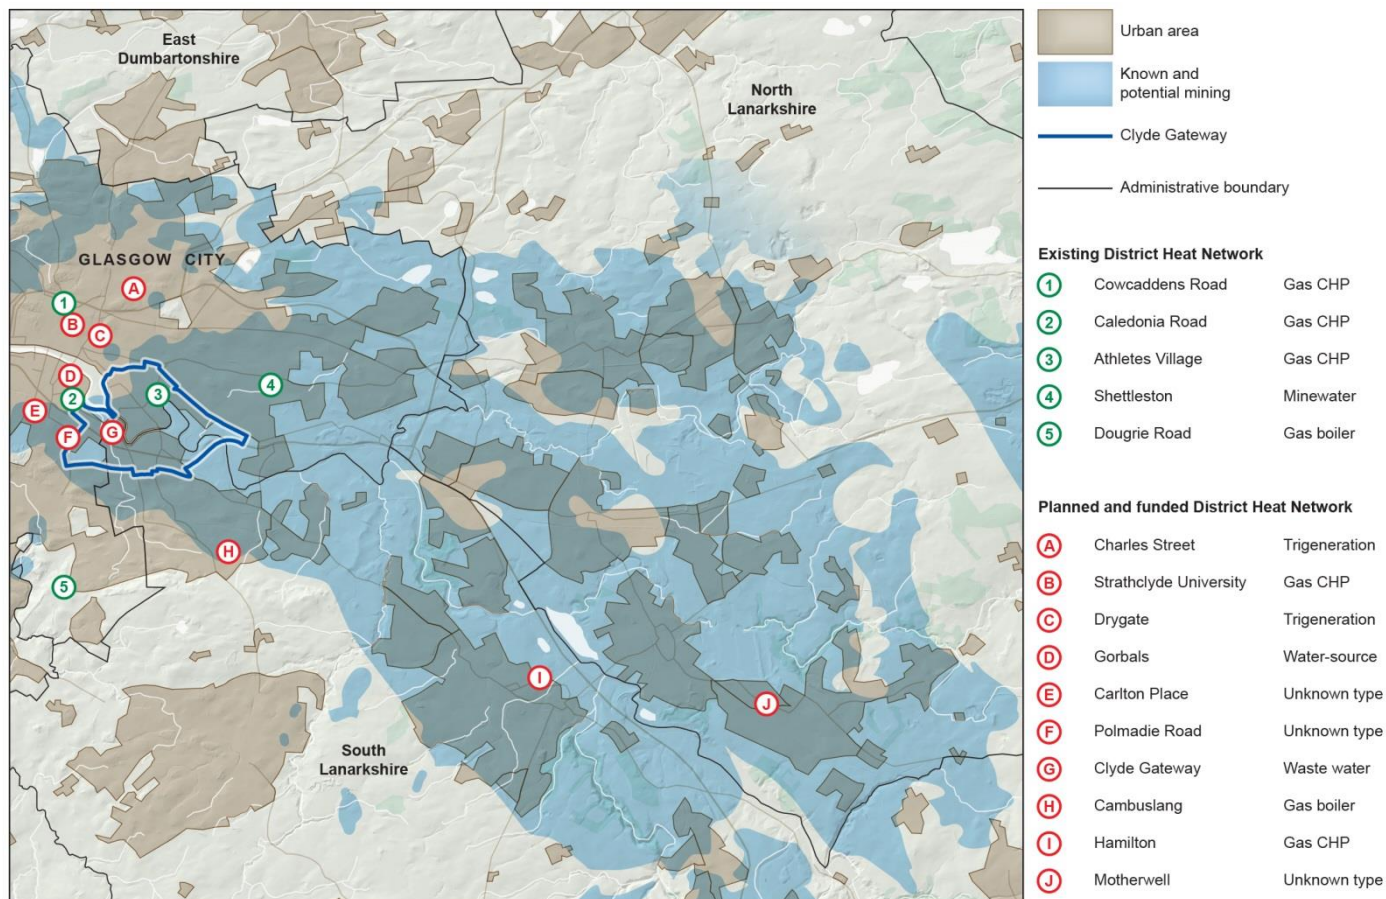 East
Dumbartonshire
North
Lanarkshire
GLASGOW CITY
A
1
B
C
D
2
3
4
E
F
G
H
5
I
J
South
Lanarkshire
Urban area
Known and
potential mining
Clyde Gateway
Administrative boundary
Existing District Heat Network
1 Cowcaddens Road Gas CHP
2 Caledonia Road Gas CHP
3 Athletes Village Gas CHP
4 Shettleston Minewater
5 Dougrie Road Gas boiler
Planned and funded District Heat Network
A Charles Street Trigeneration
B Strathclyde University Gas CHP
C Drygate Trigeneration
D Gorbals Water-source
E Carlton Place Unknown type
F Polmadie Road Unknown type
G Clyde Gateway Waste water
H Cambuslang Gas boiler
I Hamilton Gas CHP
J Motherwell Unknown type